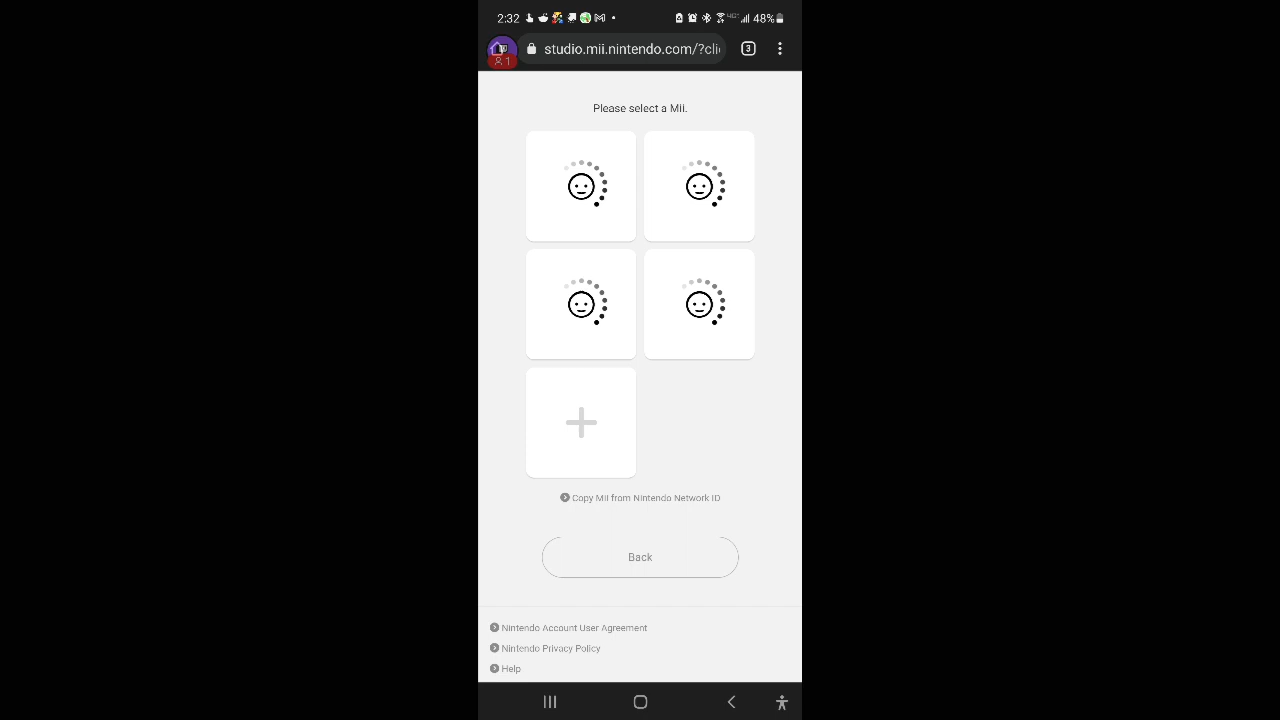 2:32 48%
studio.mii.nintendo.com/?cli 3
1
Please select a Mii.
Copy Mii from Nintendo Network ID
Back
Nintendo Account User Agreement
Nintendo Privacy Policy
Help